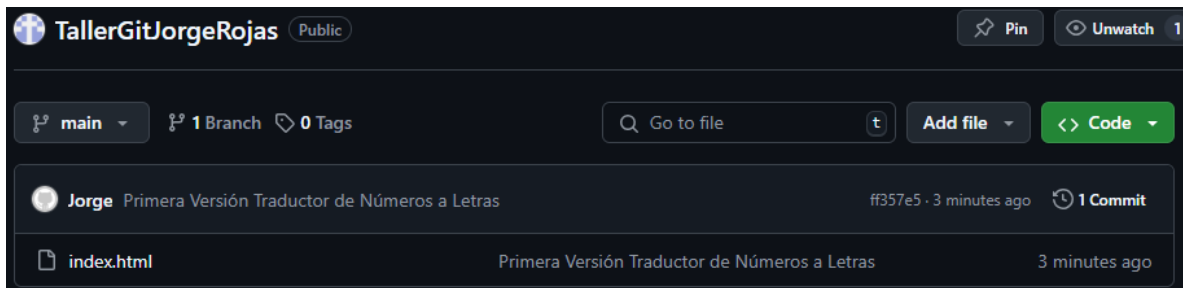 TallerGitJorgeRojas Public Pin Unwatch 1
main 1 Branch 0 Tags Go to file t Add file <> Code
Jorge Primera Versión Traductor de Números a Letras ff357e5 · 3 minutes ago 1 Commit
index.html Primera Versión Traductor de Números a Letras 3 minutes ago